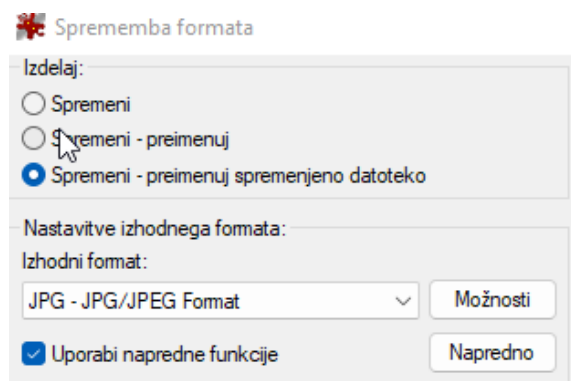 Sprememba formata
Izdelaj:
Spremeni
Spremeni - preimenuj
Spremeni - preimenuj spremenjeno datoteko
Nastavitve izhodnega formata:
Izhodni format:
JPG - JPG/JPEG Format
Možnosti
Uporabi napredne funkcije
Napredno